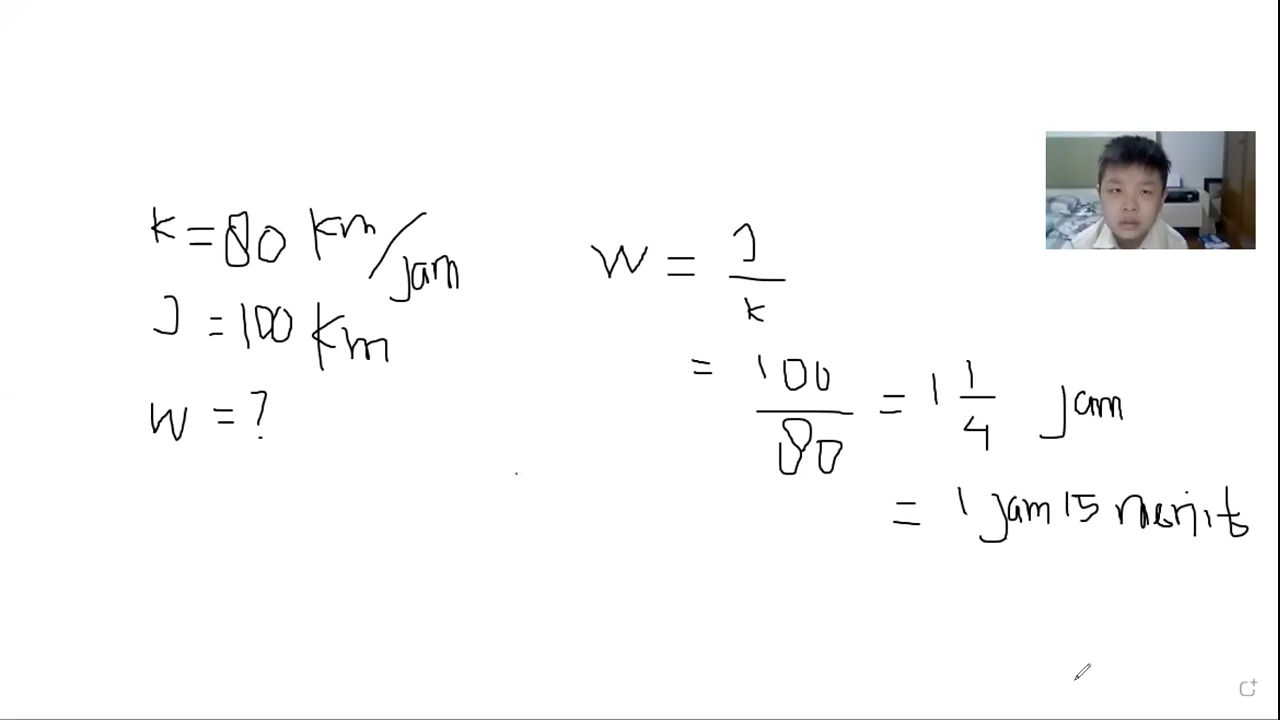 K = 80 km/jam
J = 100 km
W = ?
W = J/K
= 100/80 = 1 1/4 jam
= 1 jam 15 menit